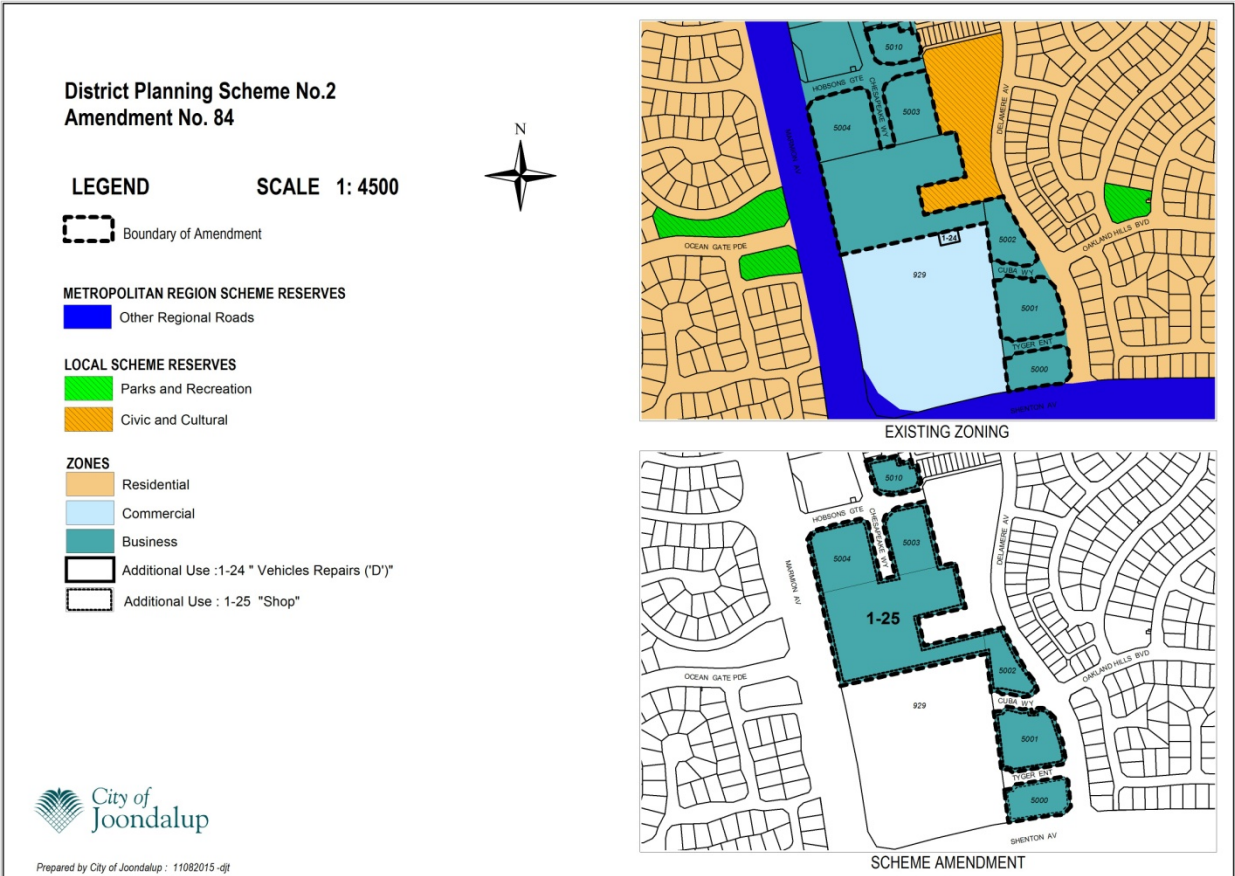 District Planning Scheme No.2
Amendment No. 84
N
LEGEND SCALE 1: 4500
Boundary of Amendment
METROPOLITAN REGION SCHEME RESERVES
Other Regional Roads
LOCAL SCHEME RESERVES
Parks and Recreation
Civic and Cultural
ZONES
Residential
Commercial
Business
Additional Use :1-24 " Vehicles Repairs ('D')"
Additional Use : 1-25 "Shop"
City of
Joondalup
Prepared by City of Joondalup : 11082015 -djt
5010
HOBSONS GTE
CHESAPEAKE WY
5003
5004
DELAMERE AV
MARMION AV
OCEAN GATE PDE
1-24
5002
OAKLAND HILLS BVD
929
CUBA WY
5001
TYGER ENT
5000
SHENTON AV
EXISTING ZONING
5010
HOBSONS GTE
CHESAPEAKE WY
5003
5004
DELAMERE AV
MARMION AV
1-25
OCEAN GATE PDE
5002
OAKLAND HILLS BVD
929
CUBA WY
5001
TYGER ENT
5000
SHENTON AV
SCHEME AMENDMENT